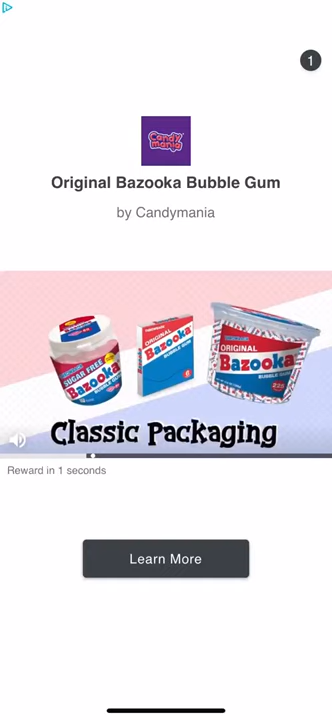 1
Candy
mania
Original Bazooka Bubble Gum
by Candymania
SUGAR FREE
Bazooka
ORIGINAL
Bazooka
BUBBLE GUM
ORIGINAL
Bazooka
BUBBLE GUM
225
Classic Packaging
Reward in 1 seconds
Learn More